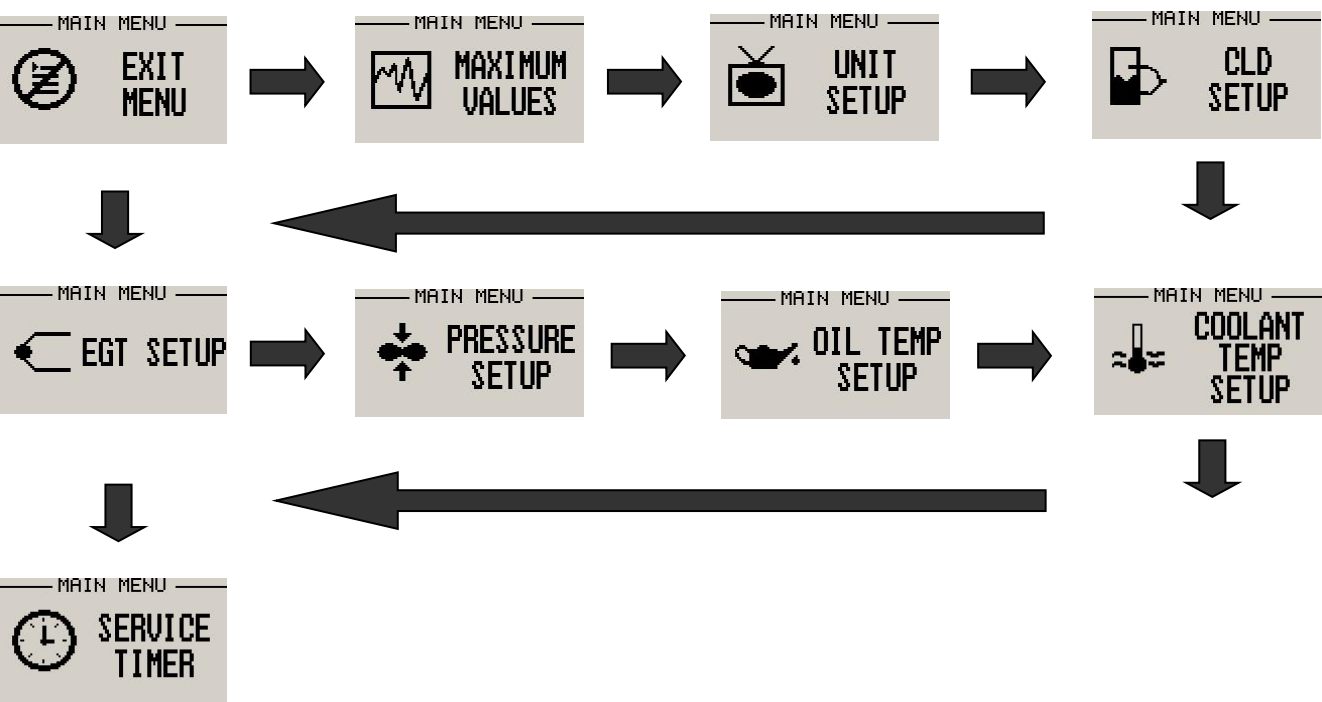 MAIN MENU
EXIT
MENU
MAIN MENU
MAXIMUM
VALUES
MAIN MENU
UNIT
SETUP
MAIN MENU
CLD
SETUP
MAIN MENU
EGT SETUP
MAIN MENU
PRESSURE
SETUP
MAIN MENU
OIL TEMP
SETUP
MAIN MENU
COOLANT
TEMP
SETUP
MAIN MENU
SERVICE
TIMER